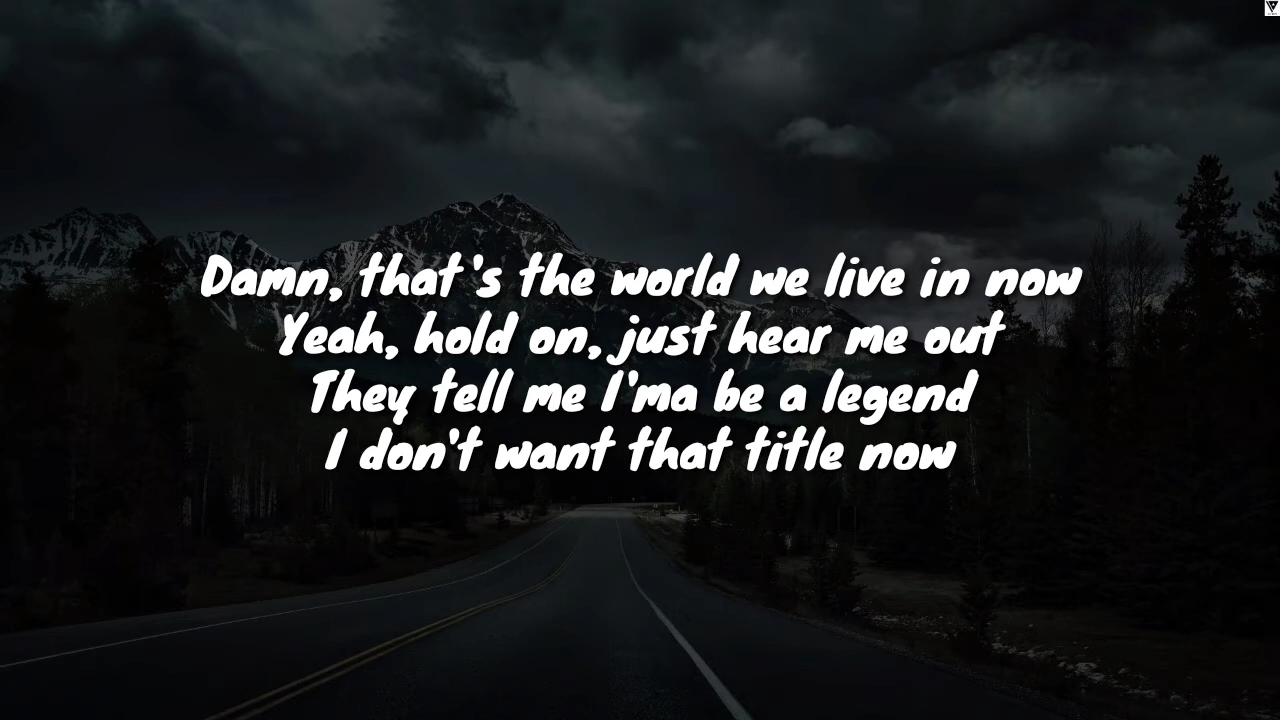 Damn, that's the world we live in now
Yeah, hold on, just hear me out
They tell me I'ma be a legend
I don't want that title now